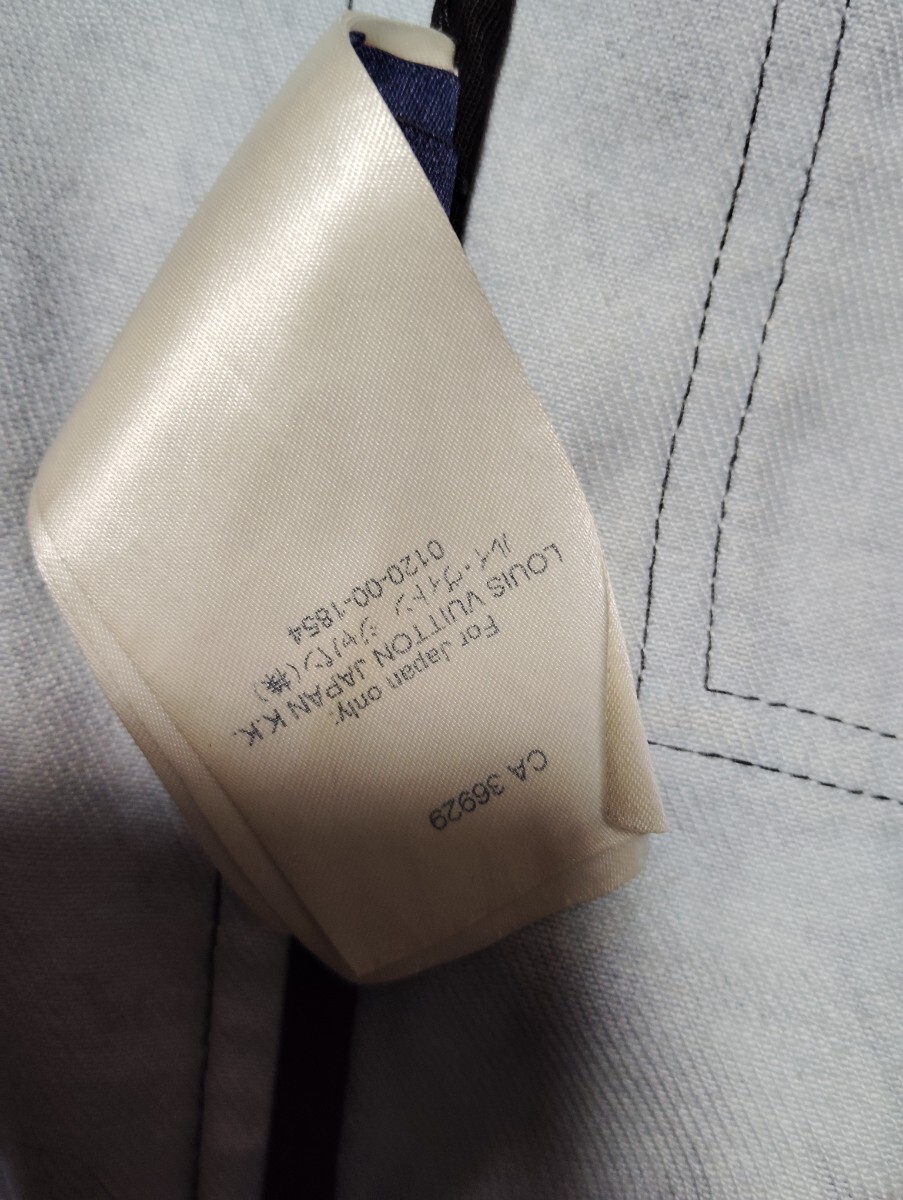 CA 36929
For Japan only:
LOUIS VUITTON JAPAN K.K.
ルイ・ヴィトン ジャパン(株)
0120-00-1854